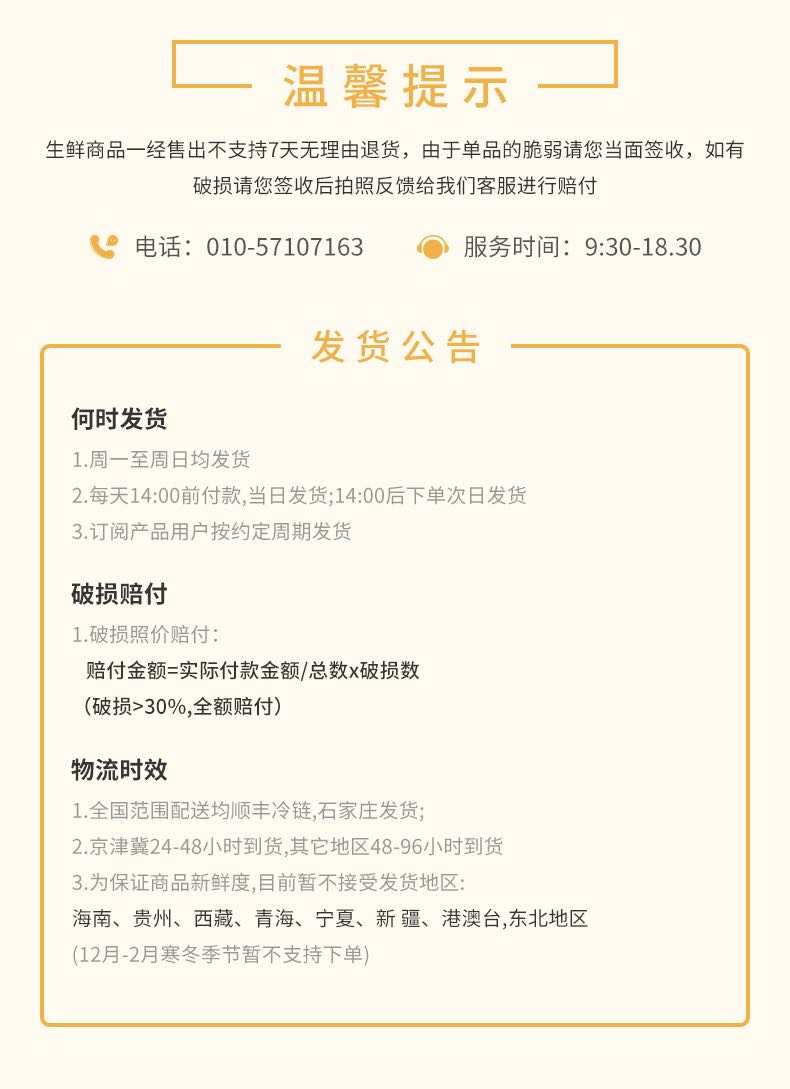 温馨提示
生鲜商品一经售出不支持7天无理由退货，由于单品的脆弱请您当面签收，如有
破损请您签收后拍照反馈给我们客服进行赔付
电话：010-57107163 服务时间：9:30-18.30
发货公告
何时发货
1.周一至周日均发货
2.每天14:00前付款,当日发货;14:00后下单次日发货
3.订阅产品用户按约定周期发货
破损赔付
1.破损照价赔付：
赔付金额=实际付款金额/总数x破损数
（破损>30%,全额赔付）
物流时效
1.全国范围配送均顺丰冷链,石家庄发货;
2.京津冀24-48小时到货,其它地区48-96小时到货
3.为保证商品新鲜度,目前暂不接受发货地区:
海南、贵州、西藏、青海、宁夏、新 疆、港澳台,东北地区
(12月-2月寒冬季节暂不支持下单)